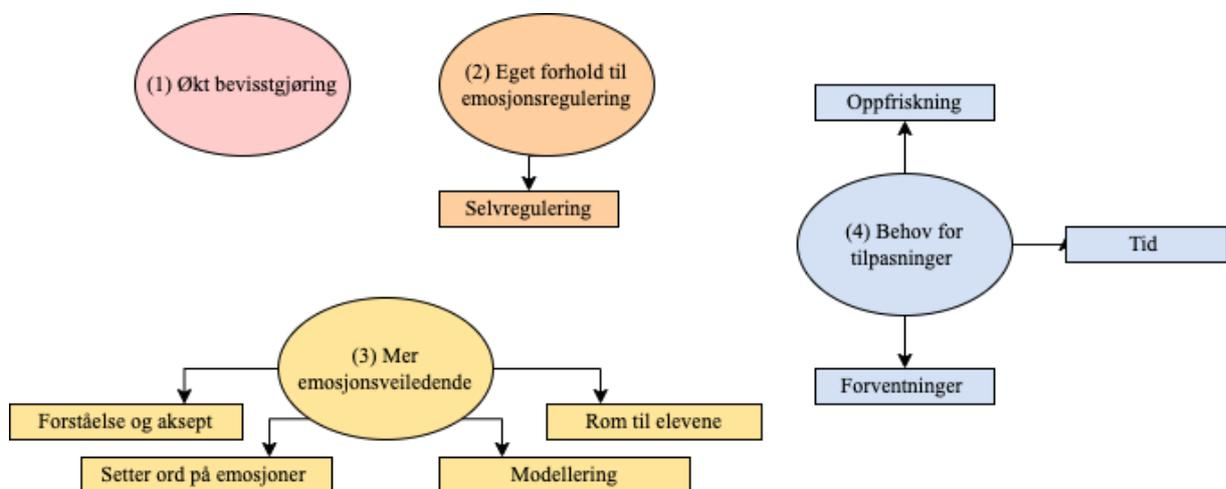 (1) Økt bevisstgjøring
(2) Eget forhold til
emosjonsregulering
Selvregulering
(3) Mer
emosjonsveiledende
Forståelse og aksept
Setter ord på emosjoner
Modellering
Rom til elevene
Oppfriskning
(4) Behov for
tilpasninger
Tid
Forventninger